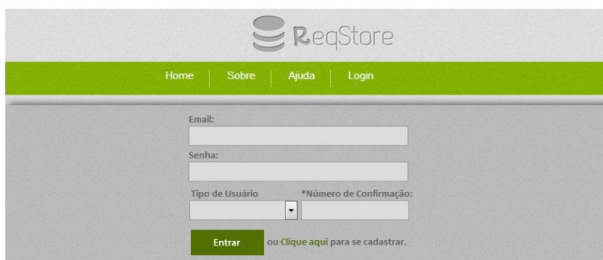 ReqStore
Home Sobre Ajuda Login
Email:
Senha:
Tipo de Usuário *Número de Confirmação:
Entrar ou Clique aqui para se cadastrar.